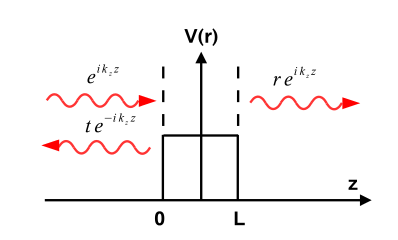 V(r)
e^{ik_z z}
r e^{ik_z z}
t e^{-ik_z z}
z
0 L